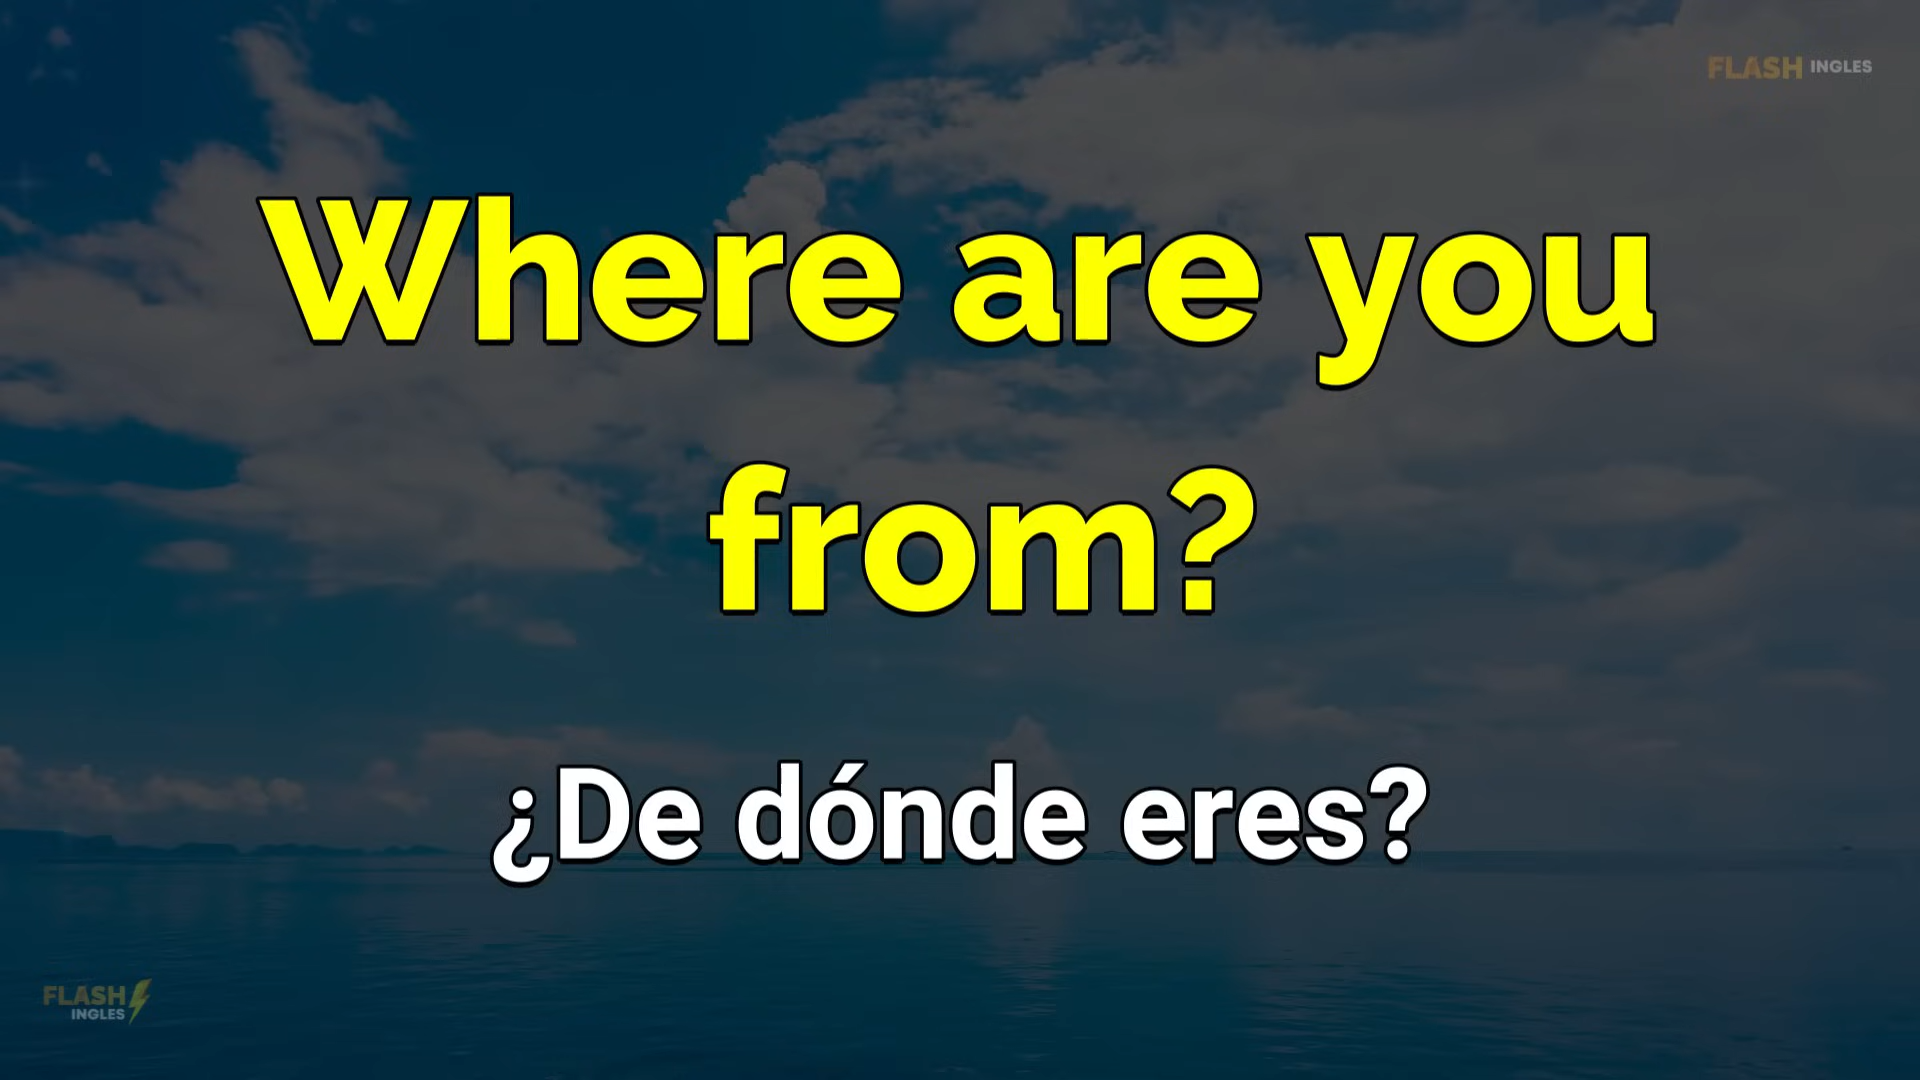 FLASH INGLES
Where are you
from?
¿De dónde eres?
FLASH
INGLES